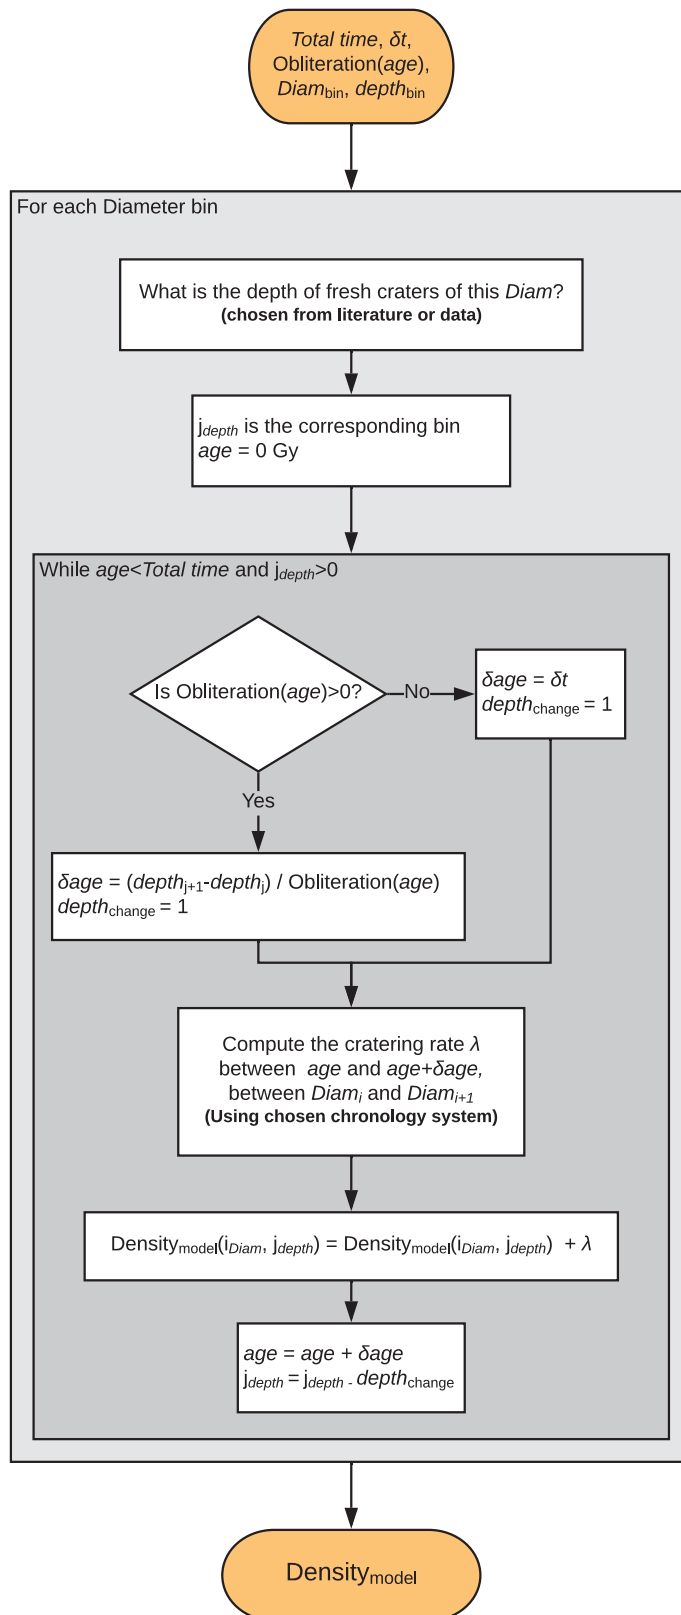 Total time, δt,
Obliteration(age),
Diam_bin, depth_bin
For each Diameter bin
What is the depth of fresh craters of this Diam?
(chosen from literature or data)
j_depth is the corresponding bin
age = 0 Gy
While age<Total time and j_depth>0
Is Obliteration(age)>0?
No
δage = δt
depth_change = 1
Yes
δage = (depth_j+1-depth_j) / Obliteration(age)
depth_change = 1
Compute the cratering rate λ
between age and age+δage,
between Diam_i and Diam_i+1
(Using chosen chronology system)
Density_model(i_Diam, j_depth) = Density_model(i_Diam, j_depth) + λ
age = age + δage
j_depth = j_depth - depth_change
Density_model